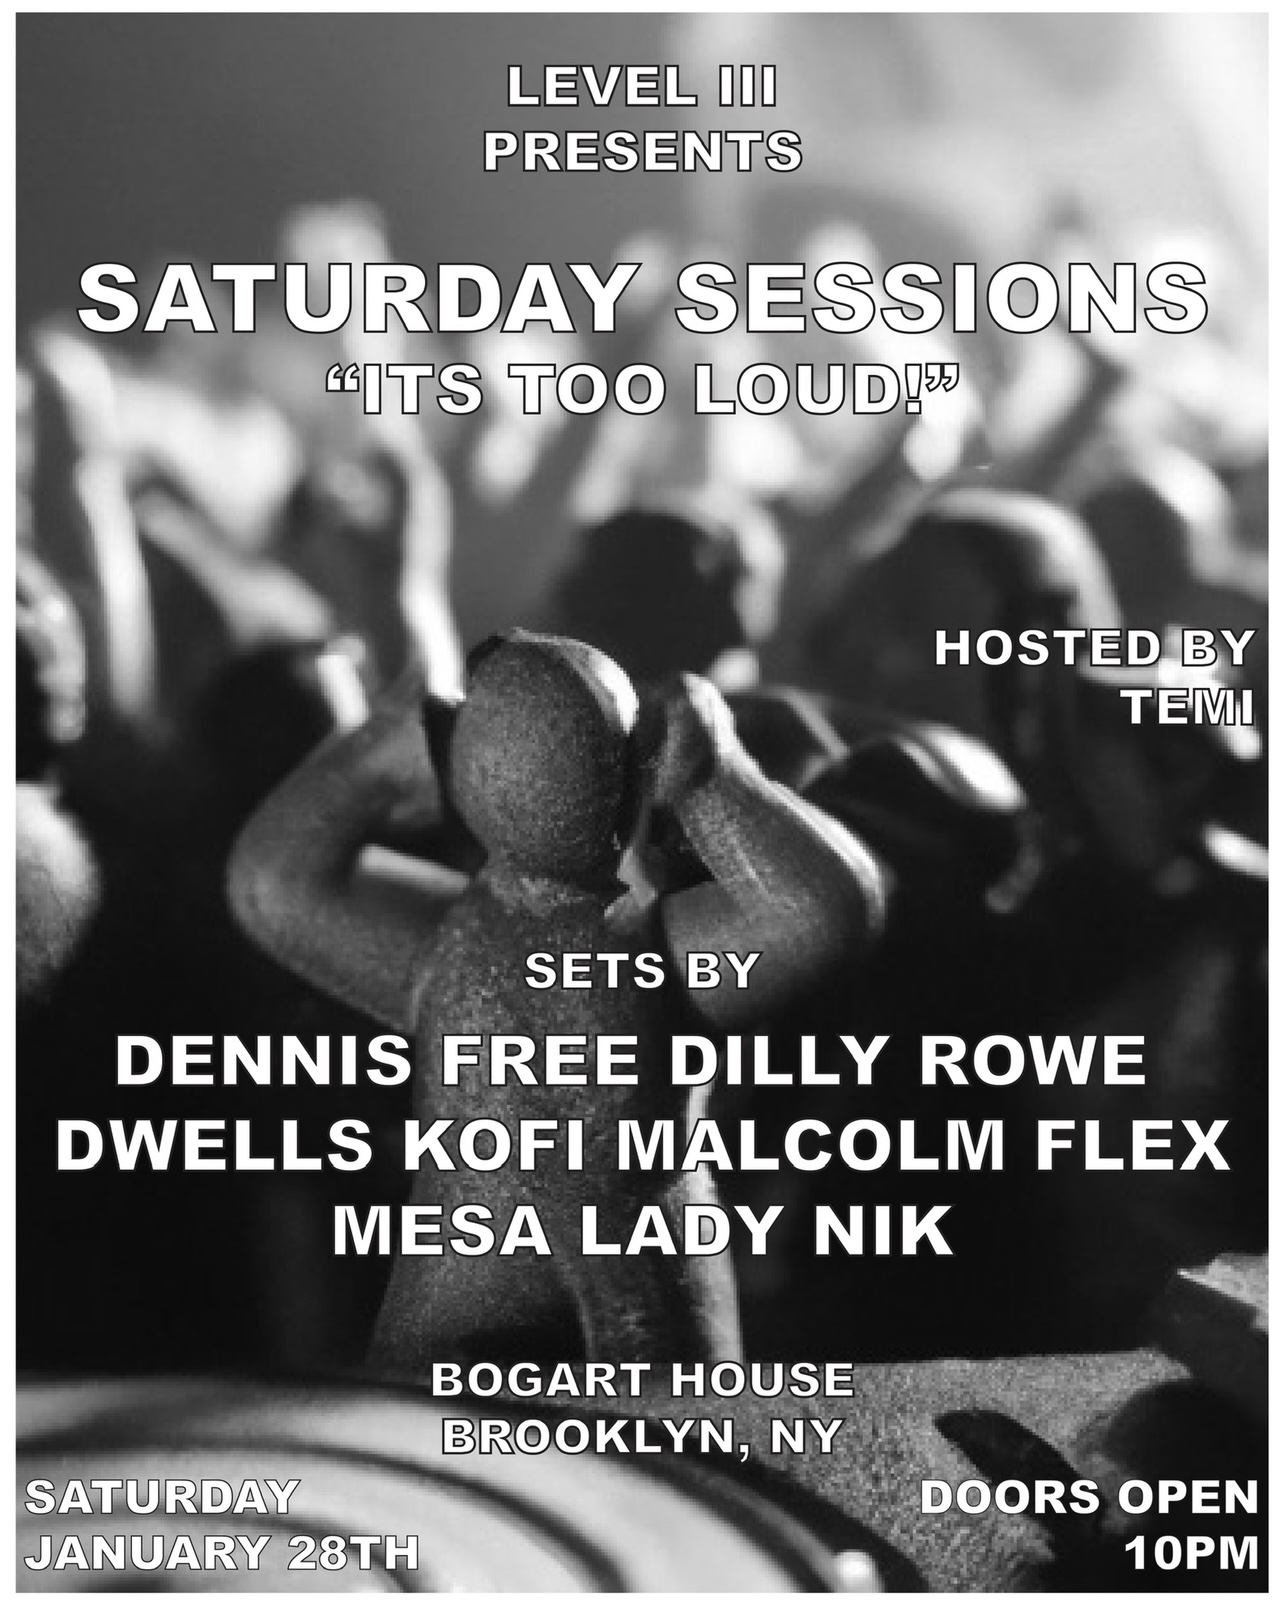 LEVEL III
PRESENTS
SATURDAY SESSIONS
“ITS TOO LOUD!”
HOSTED BY
TEMI
SETS BY
DENNIS FREE DILLY ROWE
DWELLS KOFI MALCOLM FLEX
MESA LADY NIK
BOGART HOUSE
BROOKLYN, NY
SATURDAY
JANUARY 28TH
DOORS OPEN
10PM